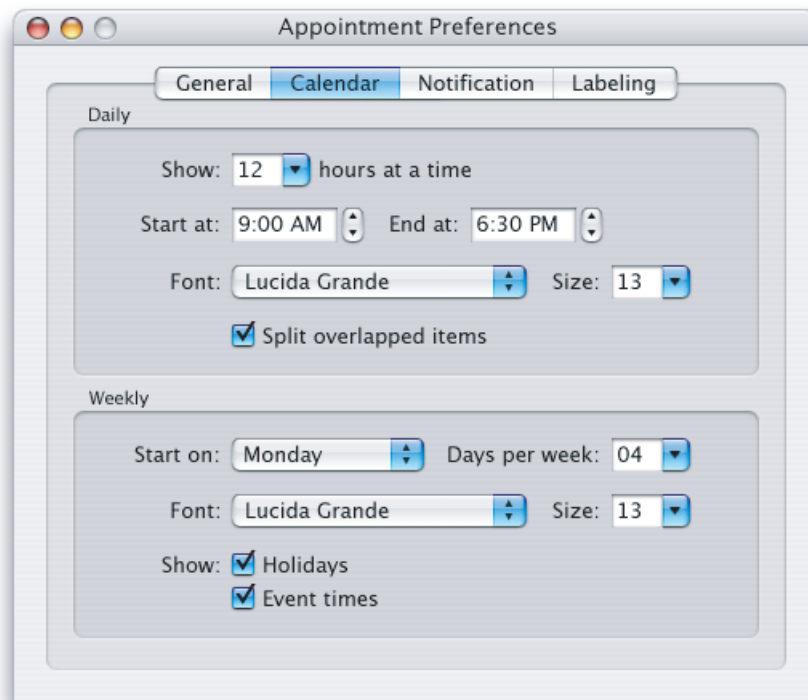 Appointment Preferences
General Calendar Notification Labeling
Daily
Show: 12 hours at a time
Start at: 9:00 AM End at: 6:30 PM
Font: Lucida Grande Size: 13
Split overlapped items
Weekly
Start on: Monday Days per week: 04
Font: Lucida Grande Size: 13
Show: Holidays
Event times